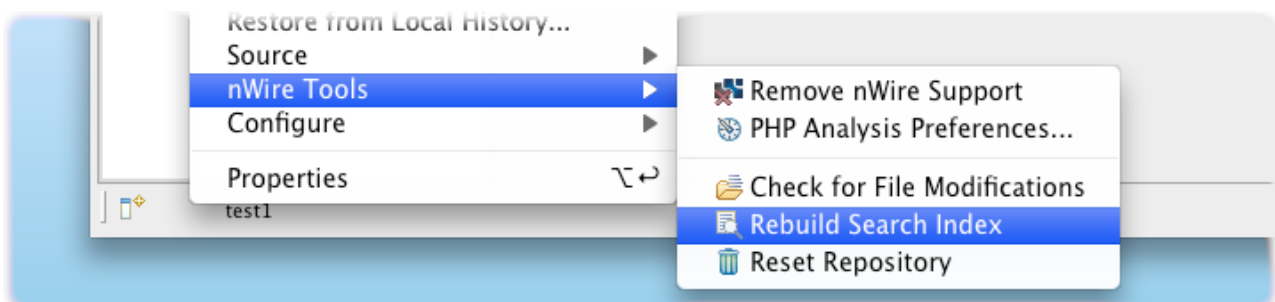 Restore from Local History...
Source
nWire Tools
Configure
Properties ⌥↩
test1
Remove nWire Support
PHP Analysis Preferences...
Check for File Modifications
Rebuild Search Index
Reset Repository